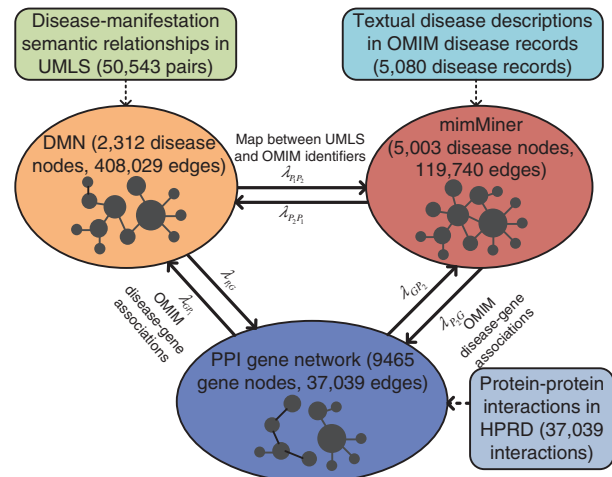 Disease-manifestation
semantic relationships in
UMLS (50,543 pairs)
Textual disease descriptions
in OMIM disease records
(5,080 disease records)
DMN (2,312 disease
nodes, 408,029 edges)
Map between UMLS
and OMIM identifiers
mimMiner
(5,003 disease nodes,
119,740 edges)
λP1P2
λP2P1
λP1G
λGP1
OMIM
disease-gene
associations
λGP2
λP2G
OMIM
disease-gene
associations
PPI gene network (9465
gene nodes, 37,039 edges)
Protein-protein
interactions in
HPRD (37,039
interactions)